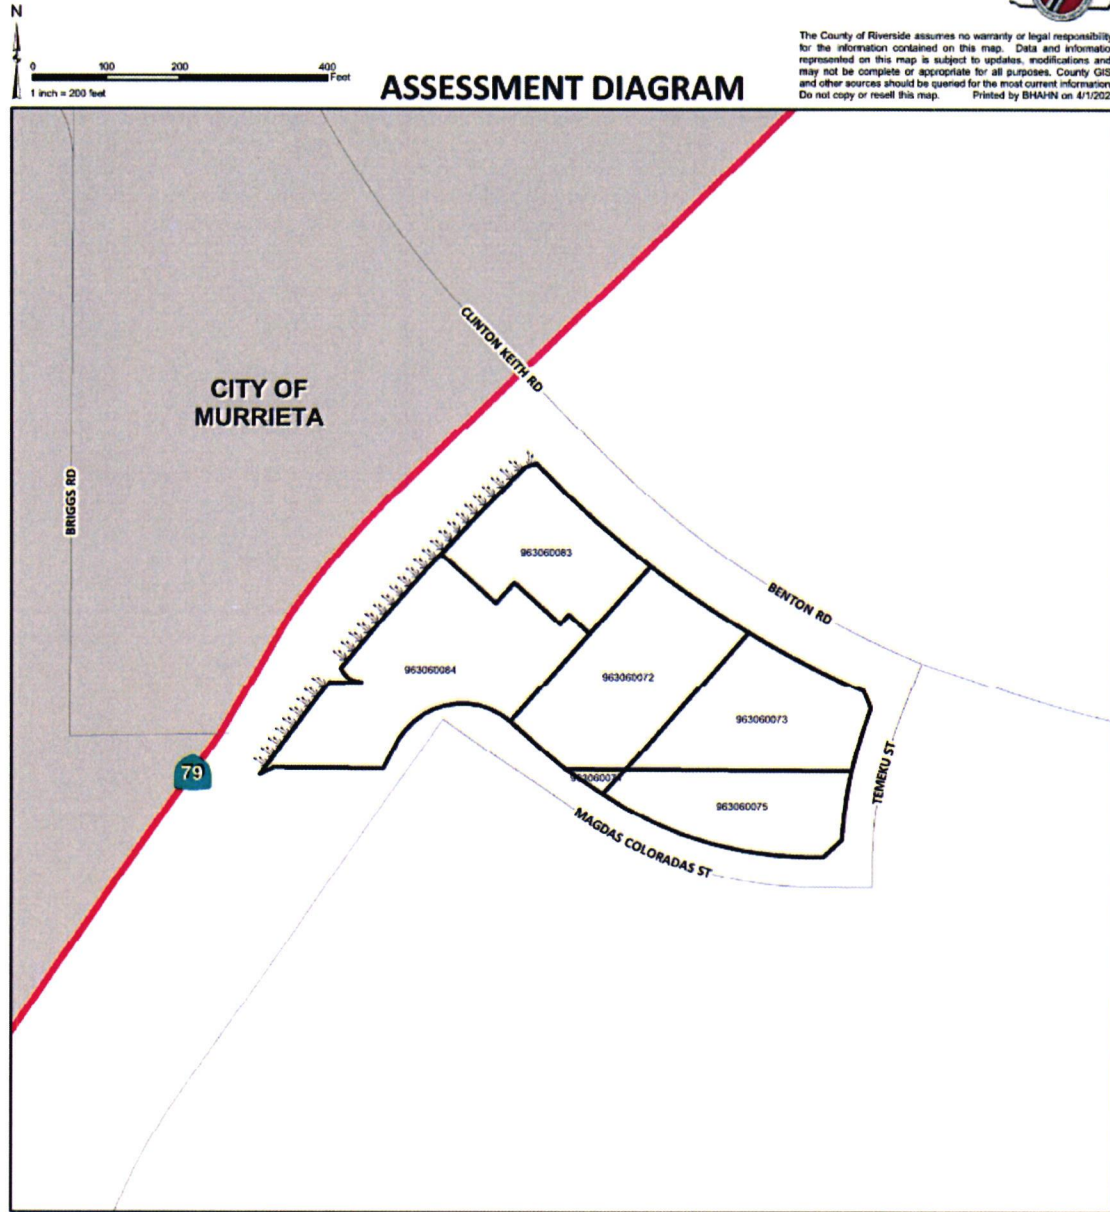 N
0 100 200 400
Feet
1 inch = 200 feet
ASSESSMENT DIAGRAM
The County of Riverside assumes no warranty or legal responsibility
for the information contained on this map. Data and informatio
represented on this map is subject to updates, modifications and
may not be complete or appropriate for all purposes. County GIS
and other sources should be queried for the most current information
Do not copy or resell this map. Printed by BHAHN on 4/1/202
CLINTON KEITH RD
CITY OF
MURRIETA
BRIGGS RD
963060083
BENTON RD
963060084
963060072
963060073
79
TEMEKU ST
963060075
MAGDAS COLORADAS ST